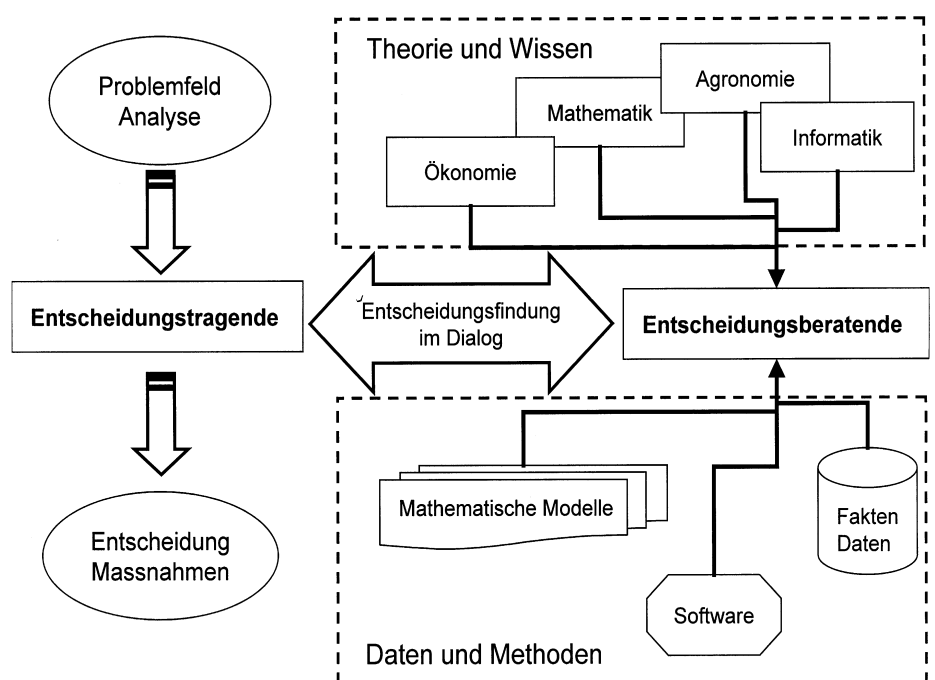 Problemfeld
Analyse
Theorie und Wissen
Agronomie
Mathematik
Informatik
Ökonomie
Entscheidungstragende
Entscheidungsfindung
im Dialog
Entscheidungsberatende
Entscheidung
Massnahmen
Mathematische Modelle
Fakten
Daten
Software
Daten und Methoden